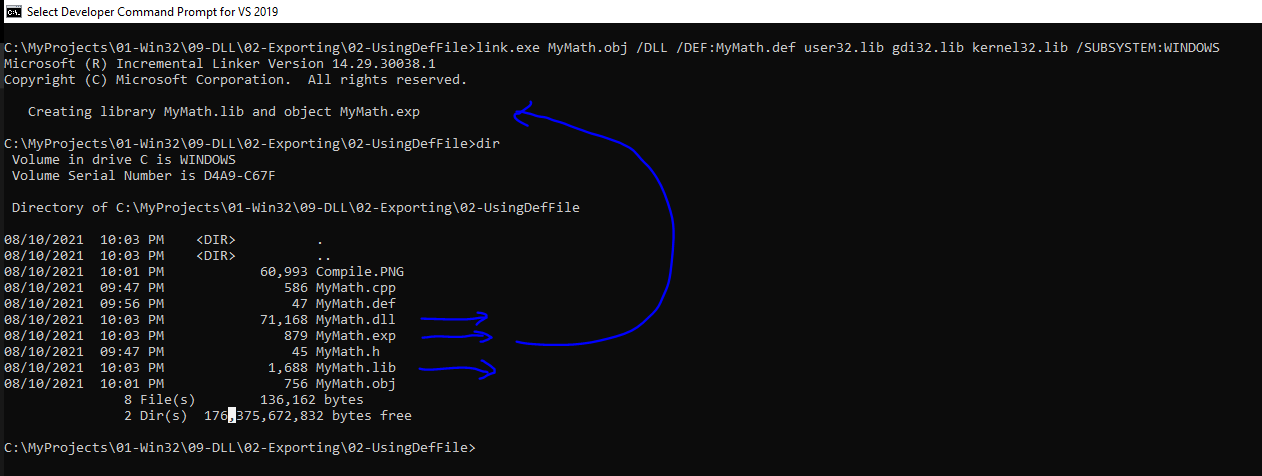 Select Developer Command Prompt for VS 2019
C:\MyProjects\01-Win32\09-DLL\02-Exporting\02-UsingDefFile>link.exe MyMath.obj /DLL /DEF:MyMath.def user32.lib gdi32.lib kernel32.lib /SUBSYSTEM:WINDOWS
Microsoft (R) Incremental Linker Version 14.29.30038.1
Copyright (C) Microsoft Corporation.  All rights reserved.
   Creating library MyMath.lib and object MyMath.exp
C:\MyProjects\01-Win32\09-DLL\02-Exporting\02-UsingDefFile>dir
 Volume in drive C is WINDOWS
 Volume Serial Number is D4A9-C67F
 Directory of C:\MyProjects\01-Win32\09-DLL\02-Exporting\02-UsingDefFile
08/10/2021  10:03 PM    <DIR>          .
08/10/2021  10:03 PM    <DIR>          ..
08/10/2021  10:01 PM            60,993 Compile.PNG
08/10/2021  09:47 PM               586 MyMath.cpp
08/10/2021  09:56 PM                47 MyMath.def
08/10/2021  10:03 PM            71,168 MyMath.dll
08/10/2021  10:03 PM               879 MyMath.exp
08/10/2021  09:47 PM                45 MyMath.h
08/10/2021  10:03 PM             1,688 MyMath.lib
08/10/2021  10:01 PM               756 MyMath.obj
               8 File(s)        136,162 bytes
               2 Dir(s)  176,375,672,832 bytes free
C:\MyProjects\01-Win32\09-DLL\02-Exporting\02-UsingDefFile>